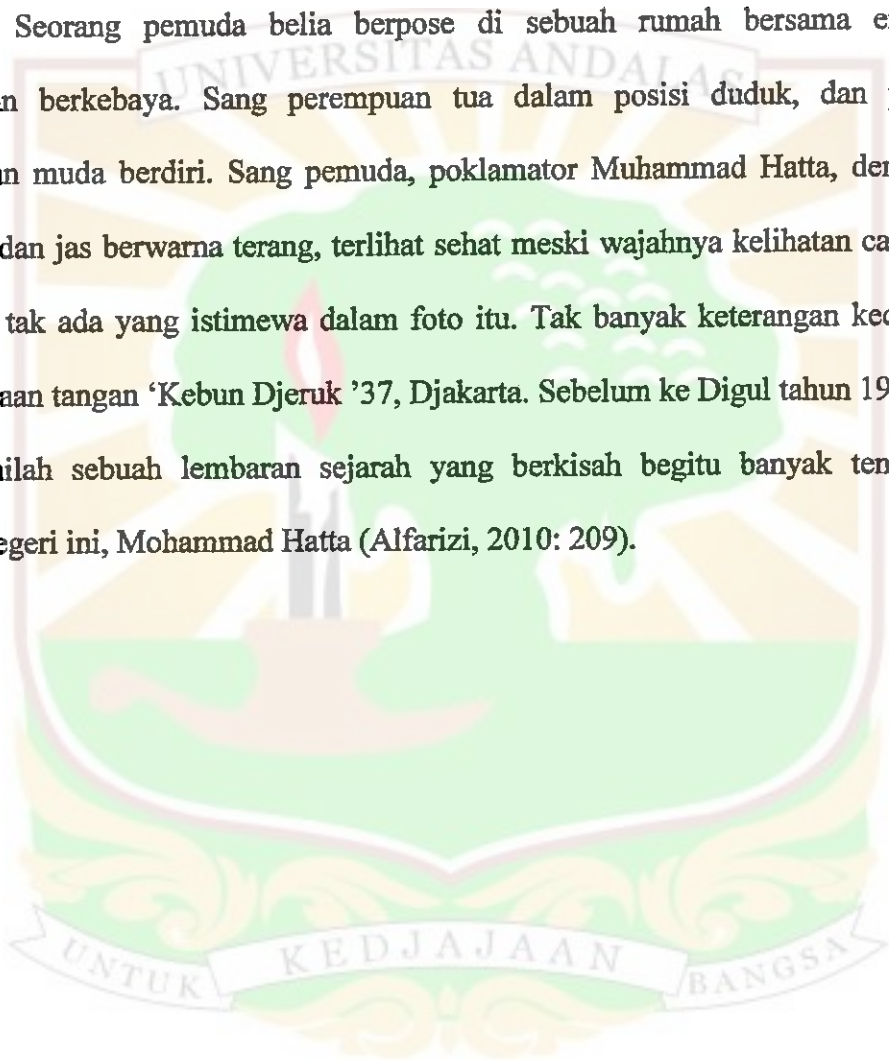 Seorang pemuda belia berpose di sebuah rumah bersama
berkebaya. Sang perempuan tua dalam posisi duduk, dan
muda berdiri. Sang pemuda, poklamator Muhammad Hatta,
dan jas berwarna terang, terlihat sehat meski wajahnya kelihatan
tak ada yang istimewa dalam foto itu. Tak banyak keterangan
tangan ‘Kebun Djeruk ’37, Djakarta. Sebelum ke Digul tahun
sebuah lembaran sejarah yang berkisah begitu banyak
ini, Mohammad Hatta (Alfarizi, 2010: 209).
UNIVERSITAS ANDALAS
UNTUK KEDJAJAAN BANGSA